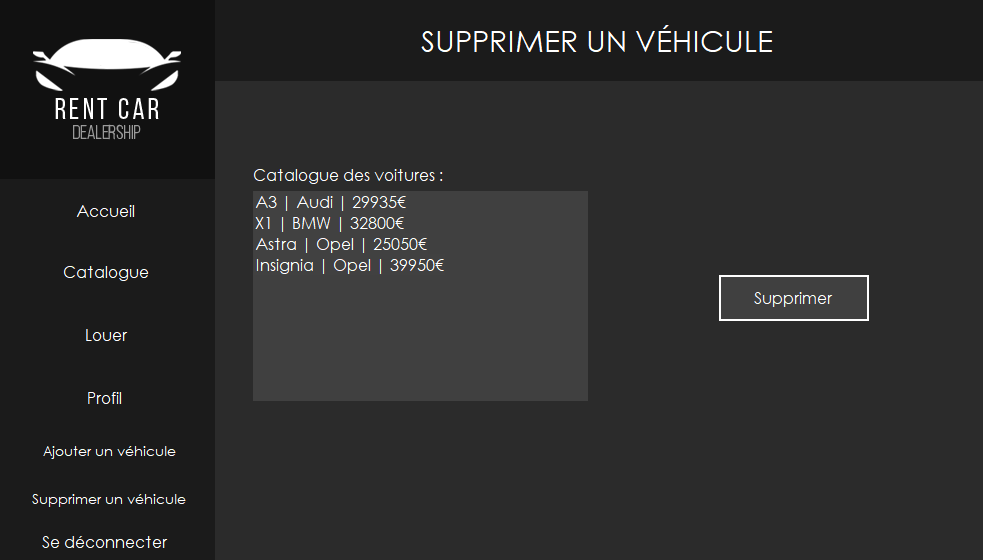 RENT CAR
DEALERSHIP
Accueil
Catalogue
Louer
Profil
Ajouter un véhicule
Supprimer un véhicule
Se déconnecter
SUPPRIMER UN VÉHICULE
Catalogue des voitures :
A3 | Audi | 29935€
X1 | BMW | 32800€
Astra | Opel | 25050€
Insignia | Opel | 39950€
Supprimer